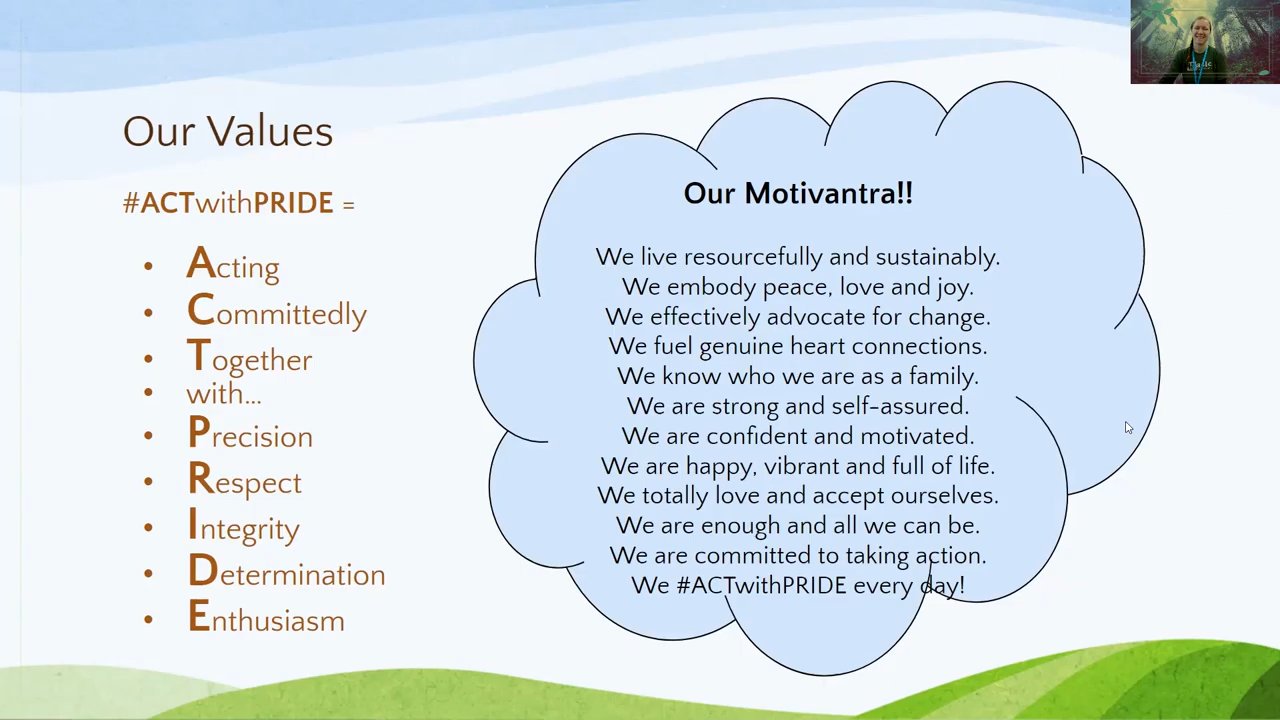 Our Values
#ACTwithPRIDE =
• Acting
• Committedly
• Together
• with…
• Precision
• Respect
• Integrity
• Determination
• Enthusiasm
Our Motivantra!!
We live resourcefully and sustainably.
We embody peace, love and joy.
We effectively advocate for change.
We fuel genuine heart connections.
We know who we are as a family.
We are strong and self-assured.
We are confident and motivated.
We are happy, vibrant and full of life.
We totally love and accept ourselves.
We are enough and all we can be.
We are committed to taking action.
We #ACTwithPRIDE every day!